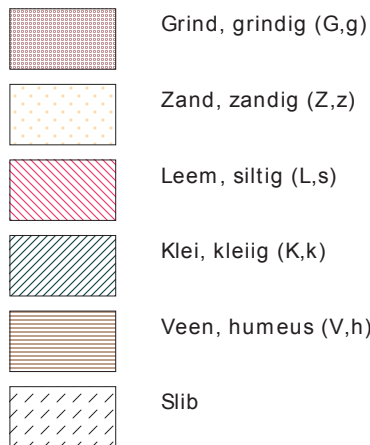 Grind, grindig (G,g)
Zand, zandig (Z,z)
Leem, siltig (L,s)
Klei, kleiig (K,k)
Veen, humeus (V,h)
Slib